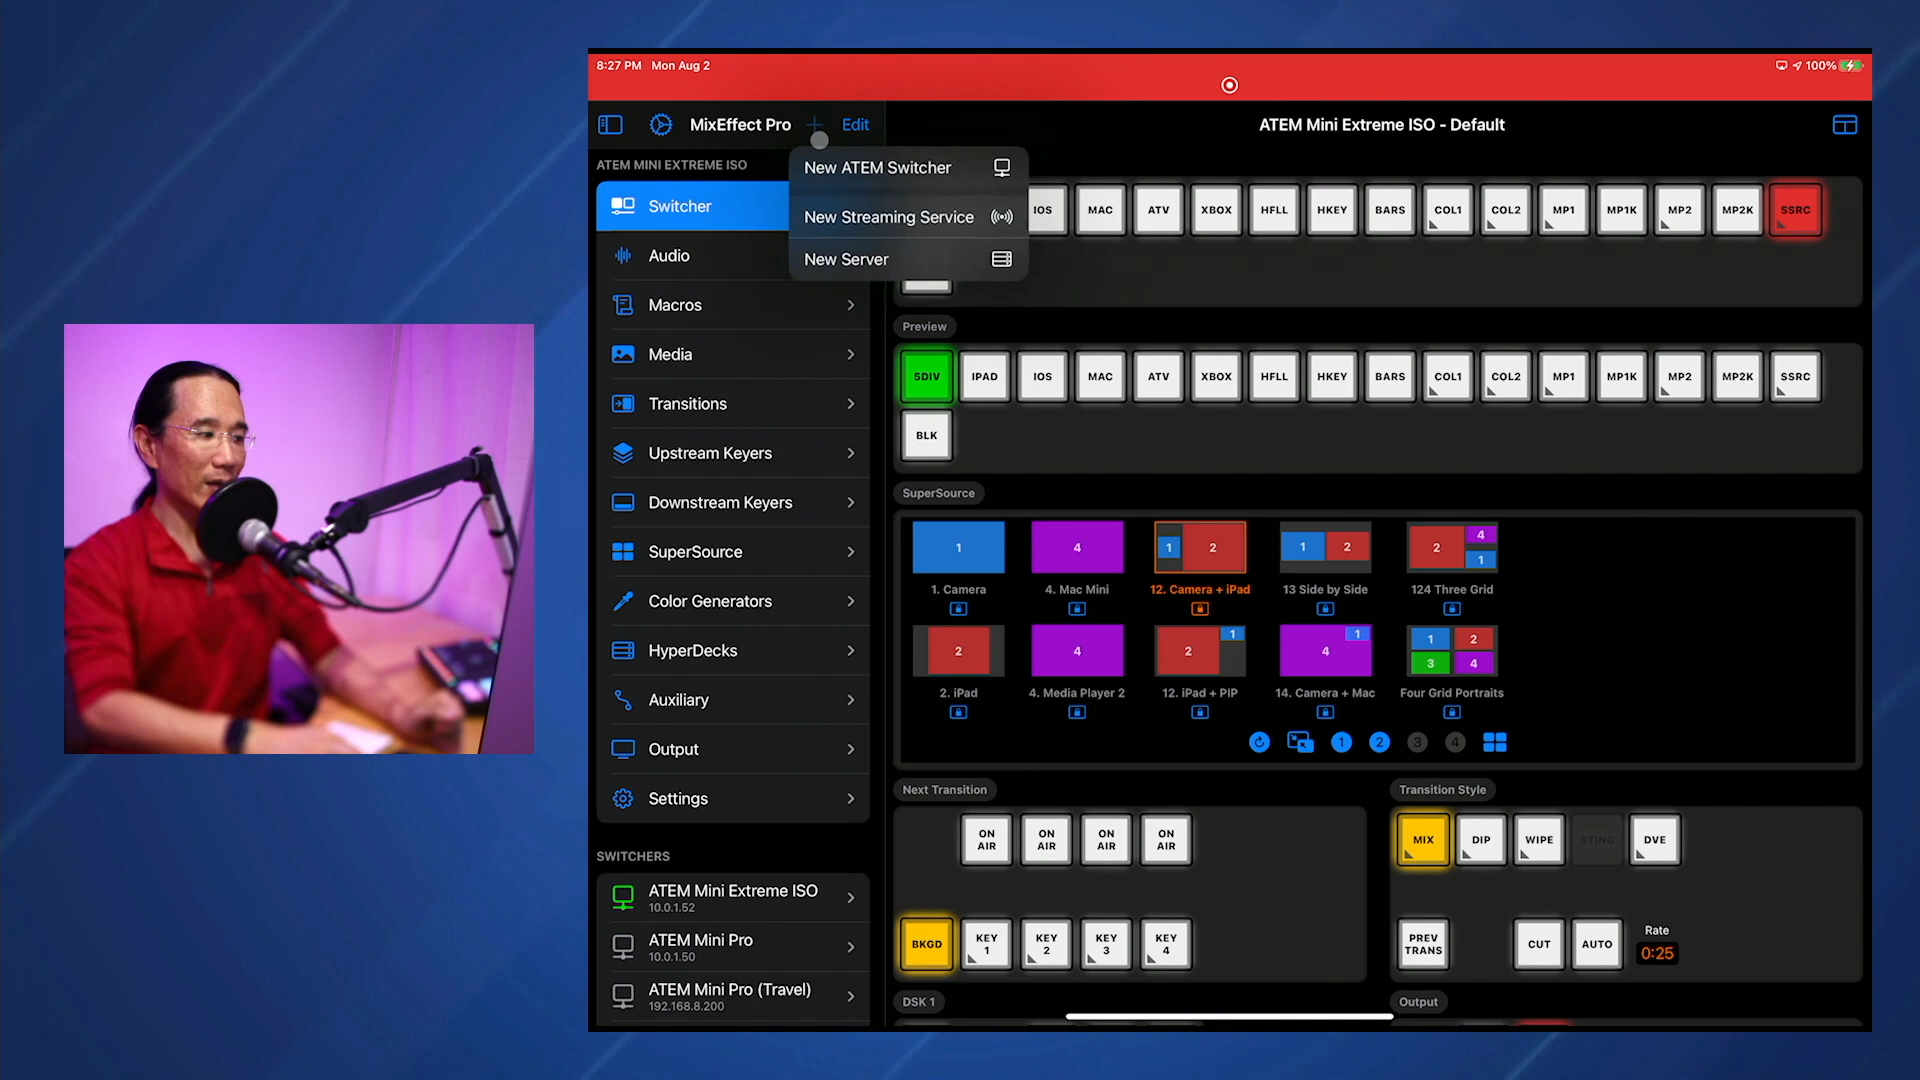 8:27 PM Mon Aug 2
100%
MixEffect Pro
Edit
ATEM Mini Extreme ISO - Default
ATEM MINI EXTREME ISO
New ATEM Switcher
New Streaming Service
New Server
Switcher
Audio
Macros
Media
Transitions
Upstream Keyers
Downstream Keyers
SuperSource
Color Generators
HyperDecks
Auxiliary
Output
Settings
SWITCHERS
ATEM Mini Extreme ISO
10.0.1.52
ATEM Mini Pro
10.0.1.50
ATEM Mini Pro (Travel)
192.168.8.200
IOS MAC ATV XBOX HFLL HKEY BARS COL1 COL2 MP1 MP1K MP2 MP2K SSRC
Preview
5DIV IPAD IOS MAC ATV XBOX HFLL HKEY BARS COL1 COL2 MP1 MP1K MP2 MP2K SSRC
BLK
SuperSource
1 4 1 2 1 2 2 4 1
1. Camera 4. Mac Mini 12. Camera + iPad 13 Side by Side 124 Three Grid
2 4 2 1 4 1 1 2 3 4
2. iPad 4. Media Player 2 12. iPad + PIP 14. Camera + Mac Four Grid Portraits
1 2 3 4
Next Transition
ON AIR ON AIR ON AIR ON AIR
BKGD KEY 1 KEY 2 KEY 3 KEY 4
Transition Style
MIX DIP WIPE STING DVE
PREV TRANS CUT AUTO
Rate
0:25
DSK 1
Output